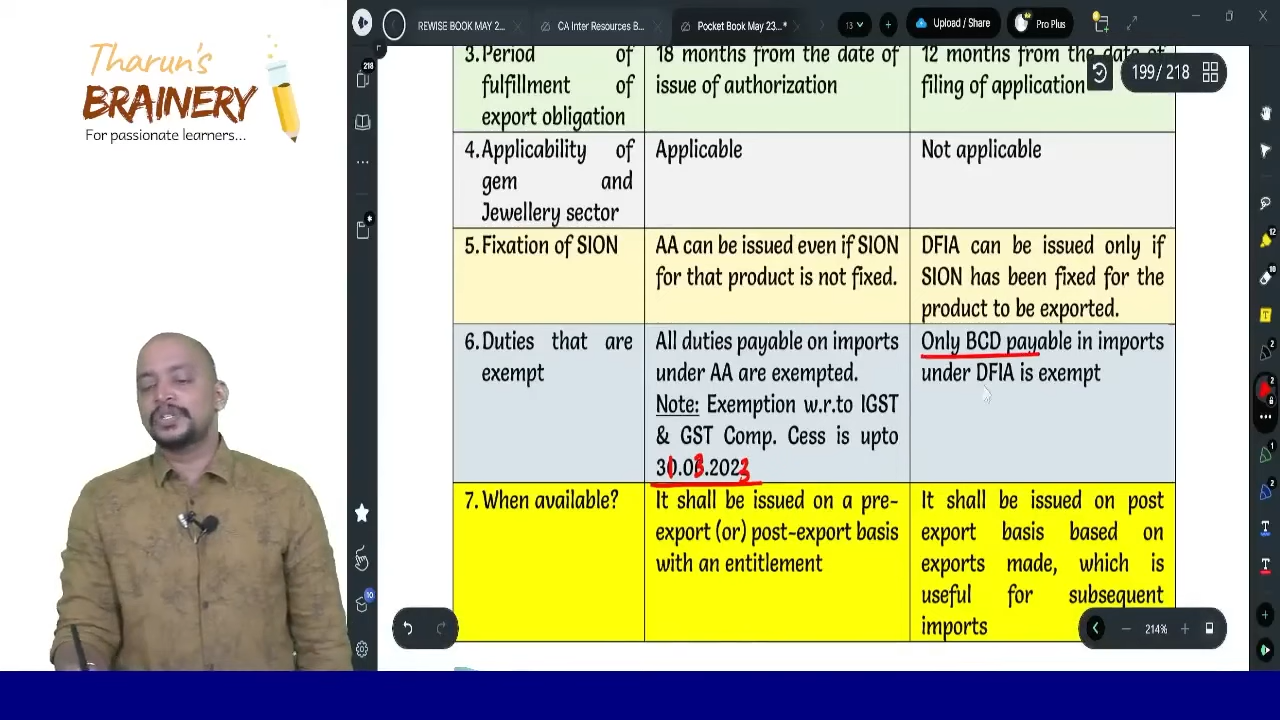 Tharun's
BRAINERY
For passionate learners...
REWISE BOOK MAY 2...
CA Inter Resources B...
Pocket Book May 23...*
13
Upload / Share
Pro Plus
218
199/ 218
3. Period of
fulfillment of
export obligation
18 months from the date of
issue of authorization
12 months from the date of
filing of application
4. Applicability of
gem and
Jewellery sector
Applicable
Not applicable
5. Fixation of SION
AA can be issued even if SION
for that product is not fixed.
DFIA can be issued only if
SION has been fixed for the
product to be exported.
6. Duties that are
exempt
All duties payable on imports
under AA are exempted.
Note: Exemption w.r.to IGST
& GST Comp. Cess is upto
Only BCD payable in imports
under DFIA is exempt
7. When available?
It shall be issued on a pre-
export (or) post-export basis
with an entitlement
It shall be issued on post
export basis based on
exports made, which is
useful for subsequent
imports
214%